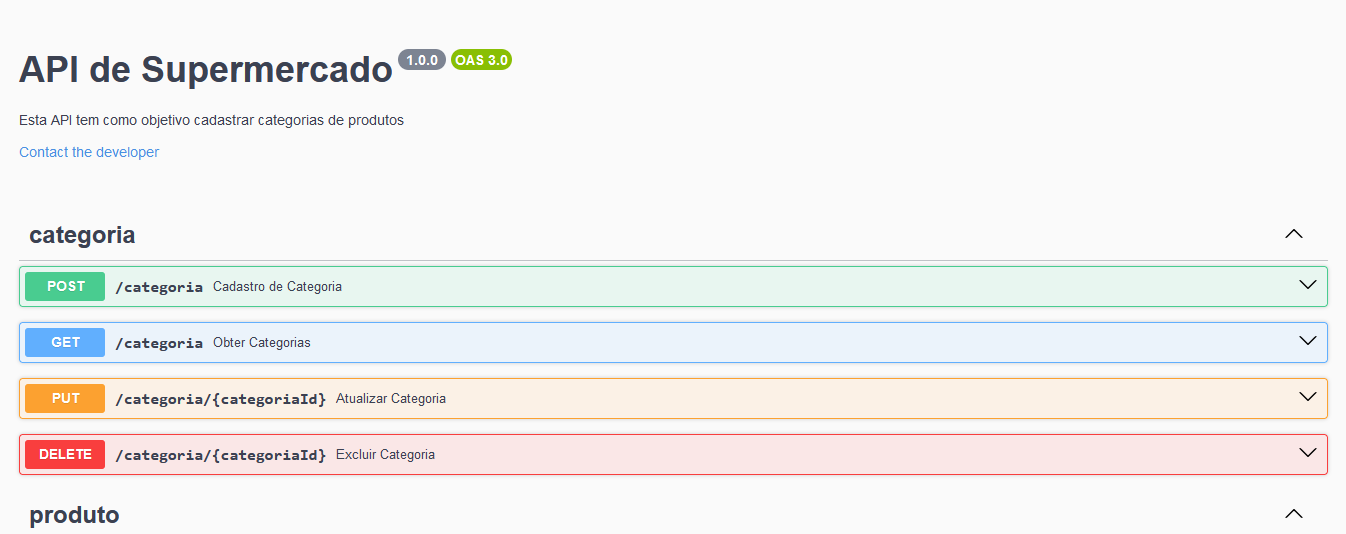 API de Supermercado 1.0.0 OAS 3.0
Esta API tem como objetivo cadastrar categorias de produtos
Contact the developer
categoria
POST /categoria Cadastro de Categoria
GET /categoria Obter Categorias
PUT /categoria/{categoriaId} Atualizar Categoria
DELETE /categoria/{categoriaId} Excluir Categoria
produto